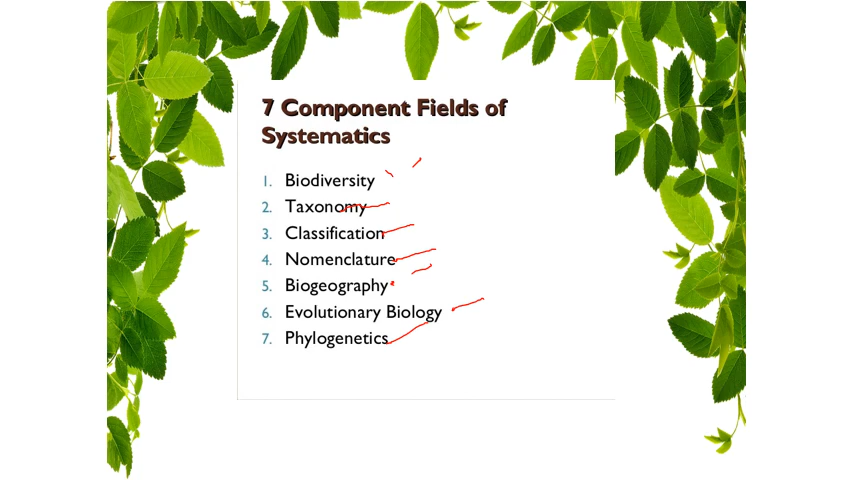 7 Component Fields of
Systematics
1. Biodiversity
2. Taxonomy
3. Classification
4. Nomenclature
5. Biogeography
6. Evolutionary Biology
7. Phylogenetics